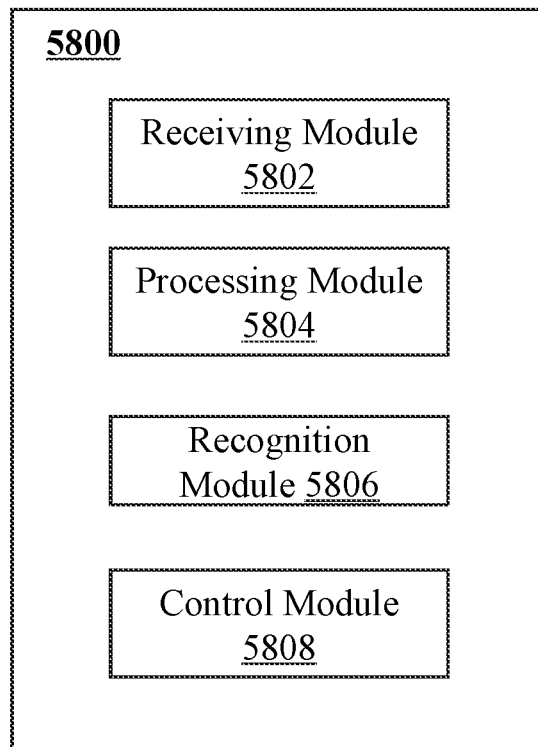 5800
Receiving Module
5802
Processing Module
5804
Recognition
Module 5806
Control Module
5808